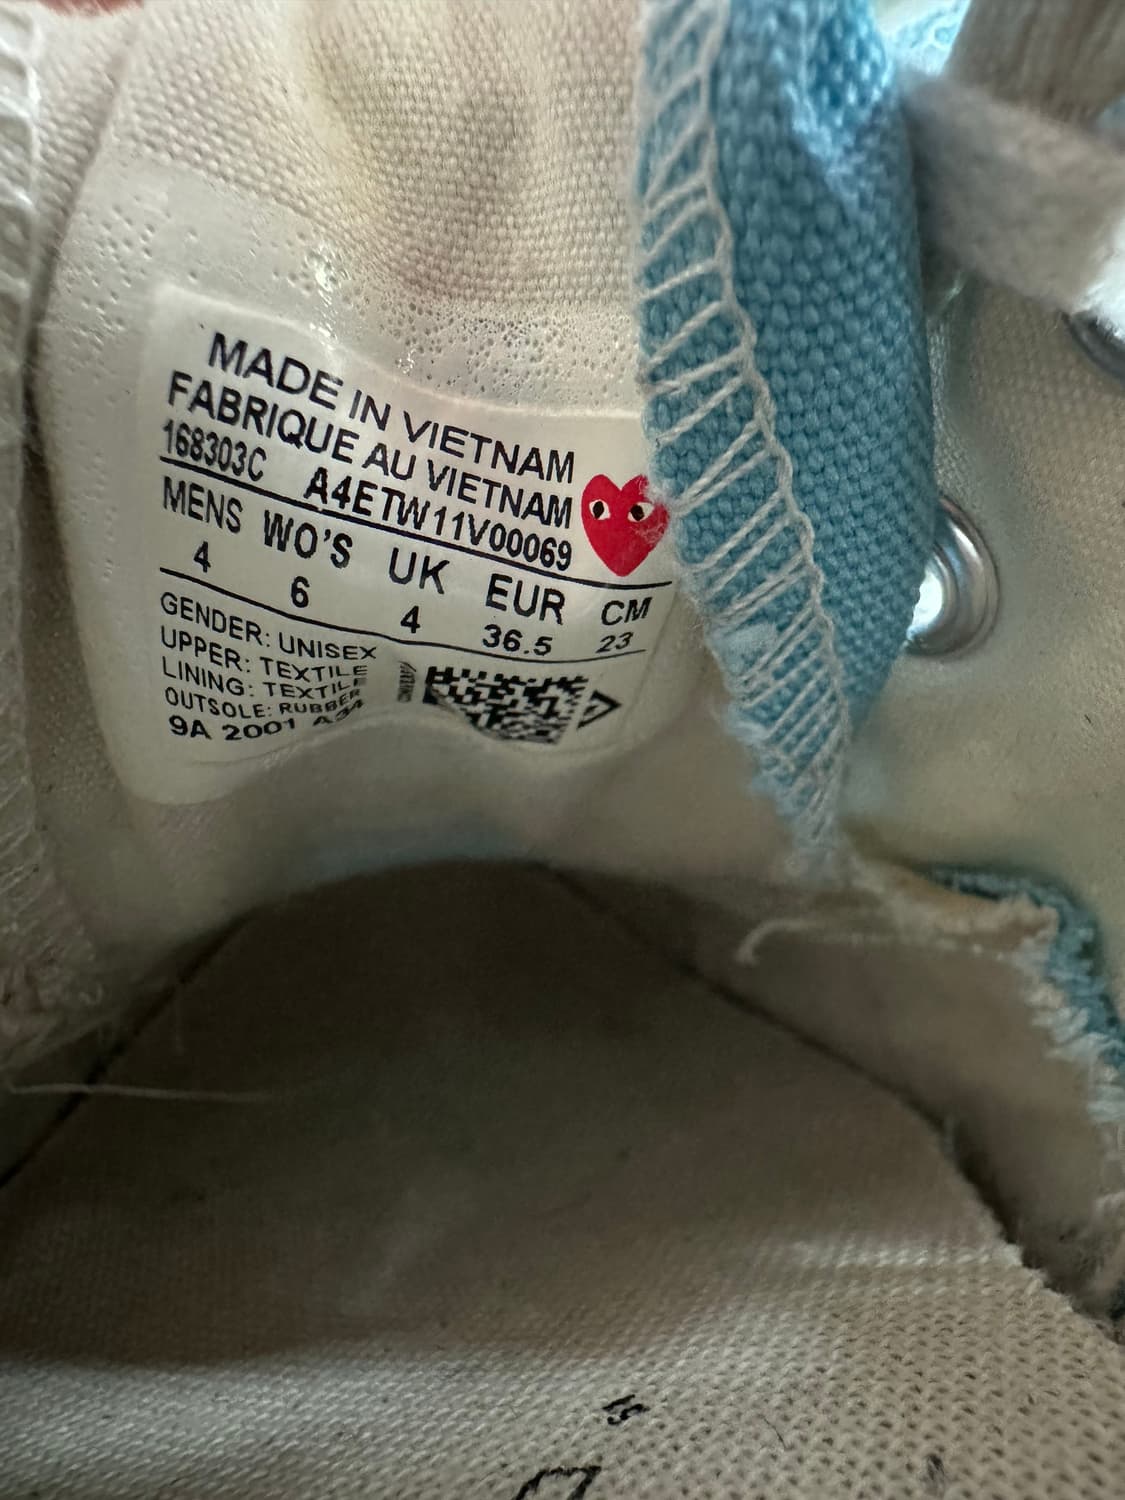 MADE IN VIETNAM
FABRIQUE AU VIETNAM
168303C A4ETW11V00069
MENS WO'S UK EUR CM
4 6 4 36.5 23
GENDER: UNISEX
UPPER: TEXTILE
LINING: TEXTILE
OUTSOLE: RUBBER
9A 2001 A34